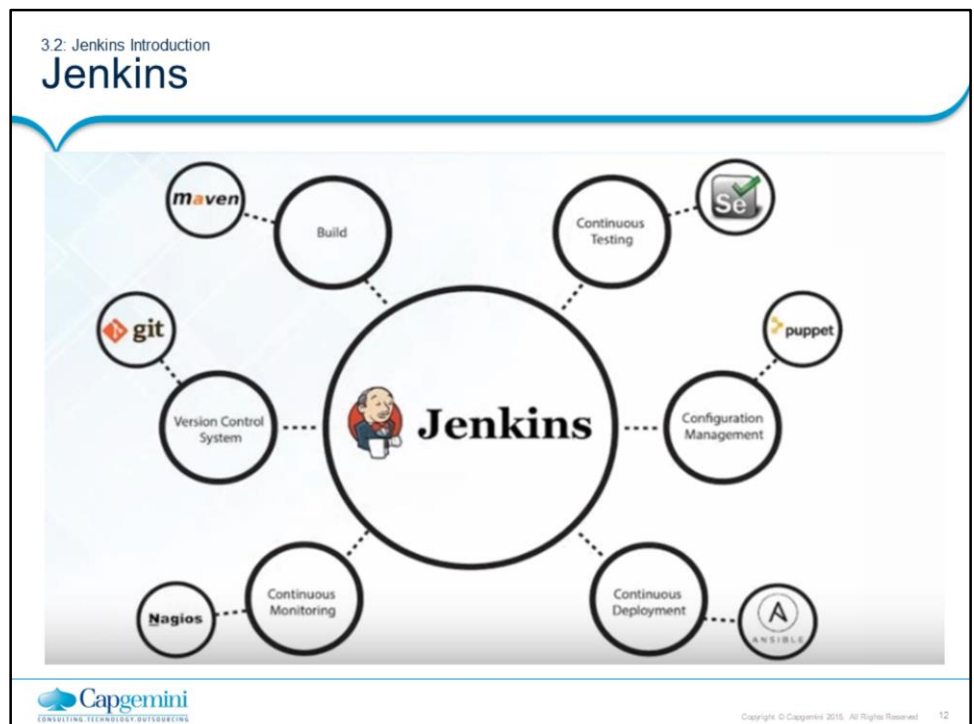 3.2: Jenkins Introduction
Jenkins
maven
Build
Continuous
Testing
Se
git
puppet
Version Control
System
Jenkins
Configuration
Management
Nagios
Continuous
Monitoring
Continuous
Deployment
A
ANSIBLE
Capgemini
CONSULTING.TECHNOLOGY.OUTSOURCING
Copyright © Capgemini 2015. All Rights Reserved
12